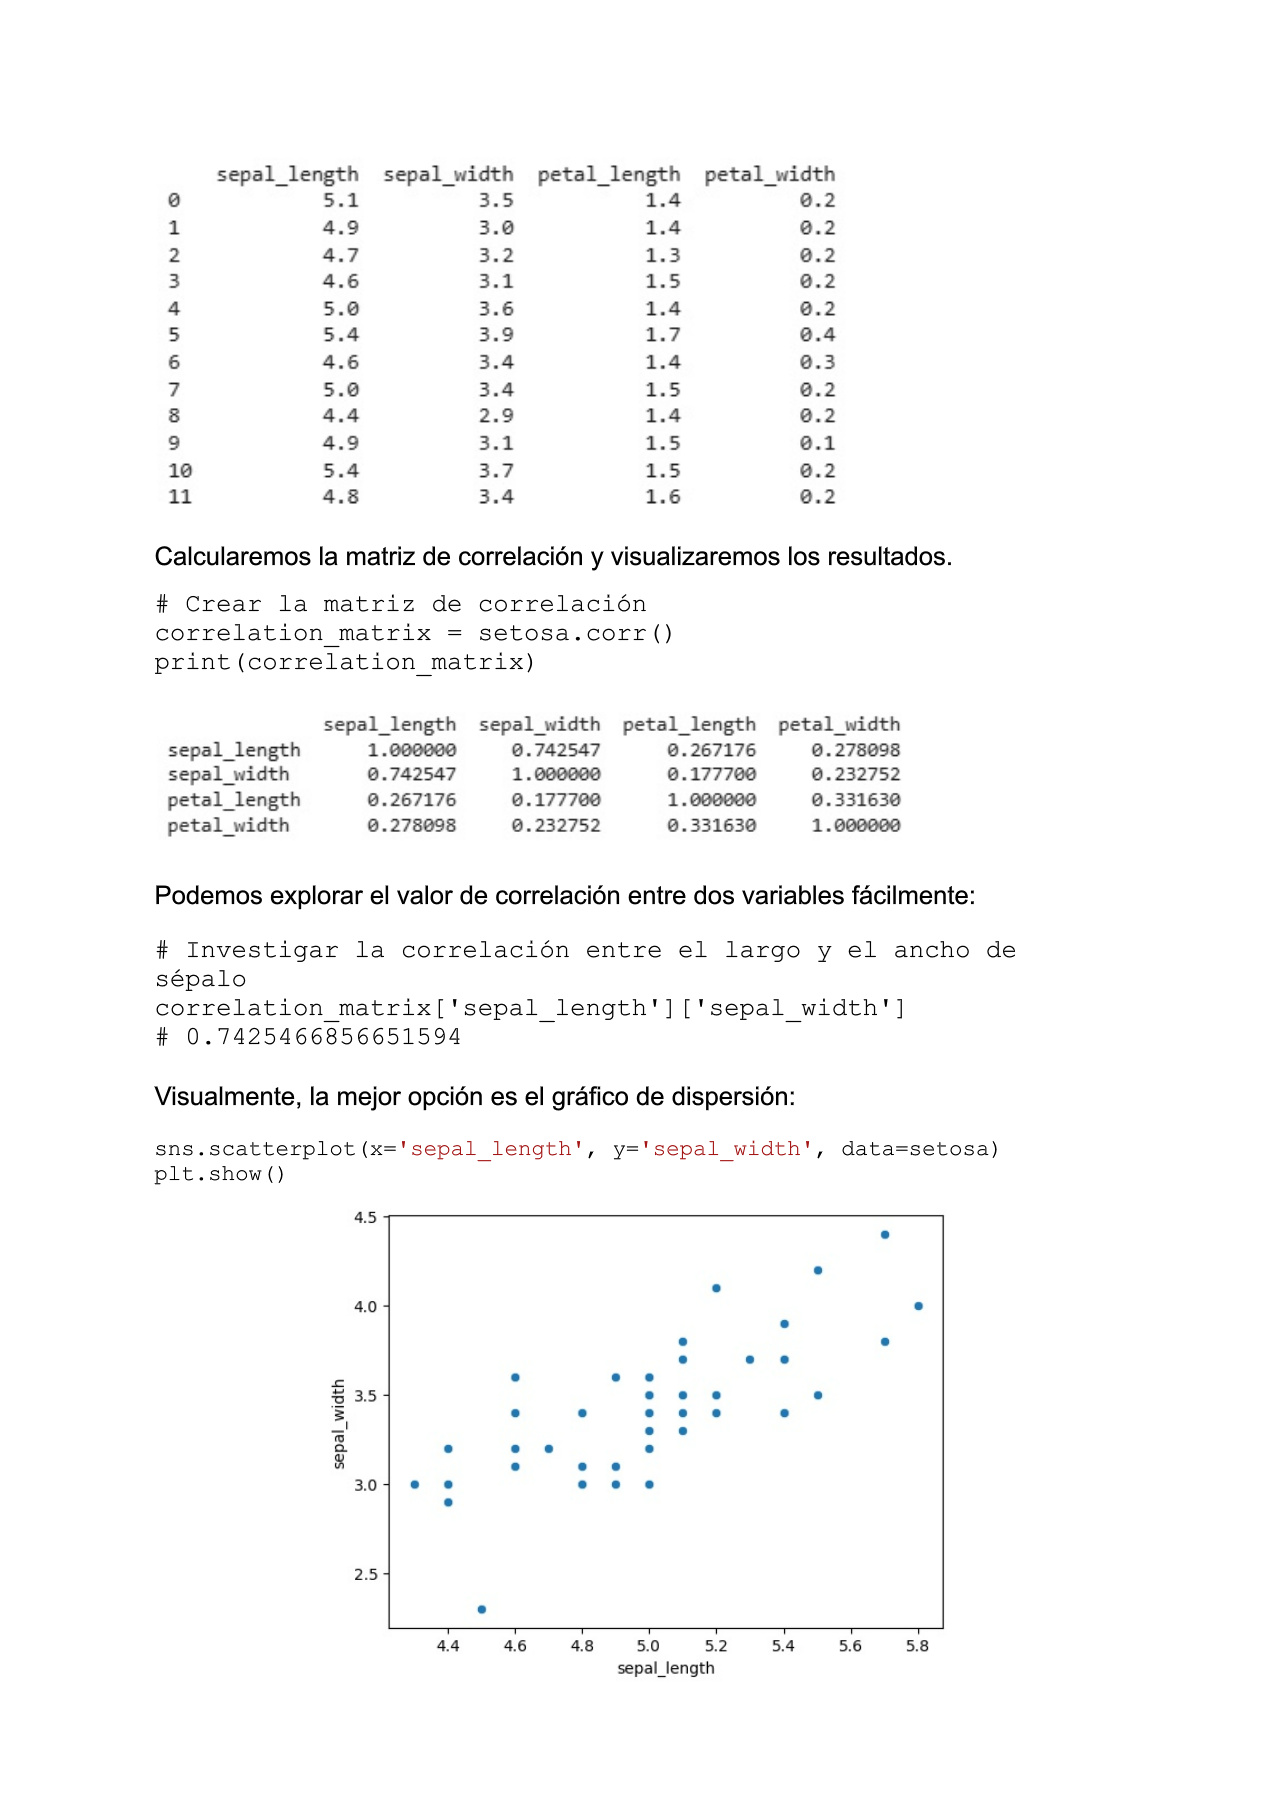 sepal_length sepal_width petal_length petal_width
0 5.1 3.5 1.4 0.2
1 4.9 3.0 1.4 0.2
2 4.7 3.2 1.3 0.2
3 4.6 3.1 1.5 0.2
4 5.0 3.6 1.4 0.2
5 5.4 3.9 1.7 0.4
6 4.6 3.4 1.4 0.3
7 5.0 3.4 1.5 0.2
8 4.4 2.9 1.4 0.2
9 4.9 3.1 1.5 0.1
10 5.4 3.7 1.5 0.2
11 4.8 3.4 1.6 0.2
Calcularemos la matriz de correlación y visualizaremos los resultados.
# Crear la matriz de correlación
correlation_matrix = setosa.corr()
print(correlation_matrix)
sepal_length sepal_width petal_length petal_width
sepal_length 1.000000 0.742547 0.267176 0.278098
sepal_width 0.742547 1.000000 0.177700 0.232752
petal_length 0.267176 0.177700 1.000000 0.331630
petal_width 0.278098 0.232752 0.331630 1.000000
Podemos explorar el valor de correlación entre dos variables fácilmente:
# Investigar la correlación entre el largo y el ancho de
sépalo
correlation_matrix['sepal_length']['sepal_width']
# 0.7425466856651594
Visualmente, la mejor opción es el gráfico de dispersión:
sns.scatterplot(x='sepal_length', y='sepal_width', data=setosa)
plt.show()
4.5
4.0
3.5
3.0
2.5
sepal_width
4.4 4.6 4.8 5.0 5.2 5.4 5.6 5.8
sepal_length